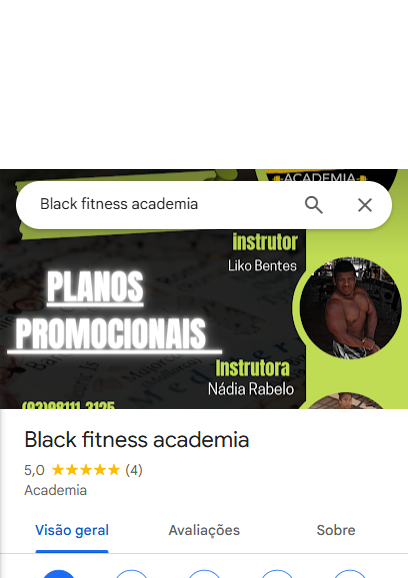 ACADEMIA
Black fitness academia
instrutor
Liko Bentes
PLANOS
PROMOCIONAIS
Instrutora
Nádia Rabelo
(93)98111-3125
Black fitness academia
5,0 (4)
Academia
Visão geral
Avaliações
Sobre